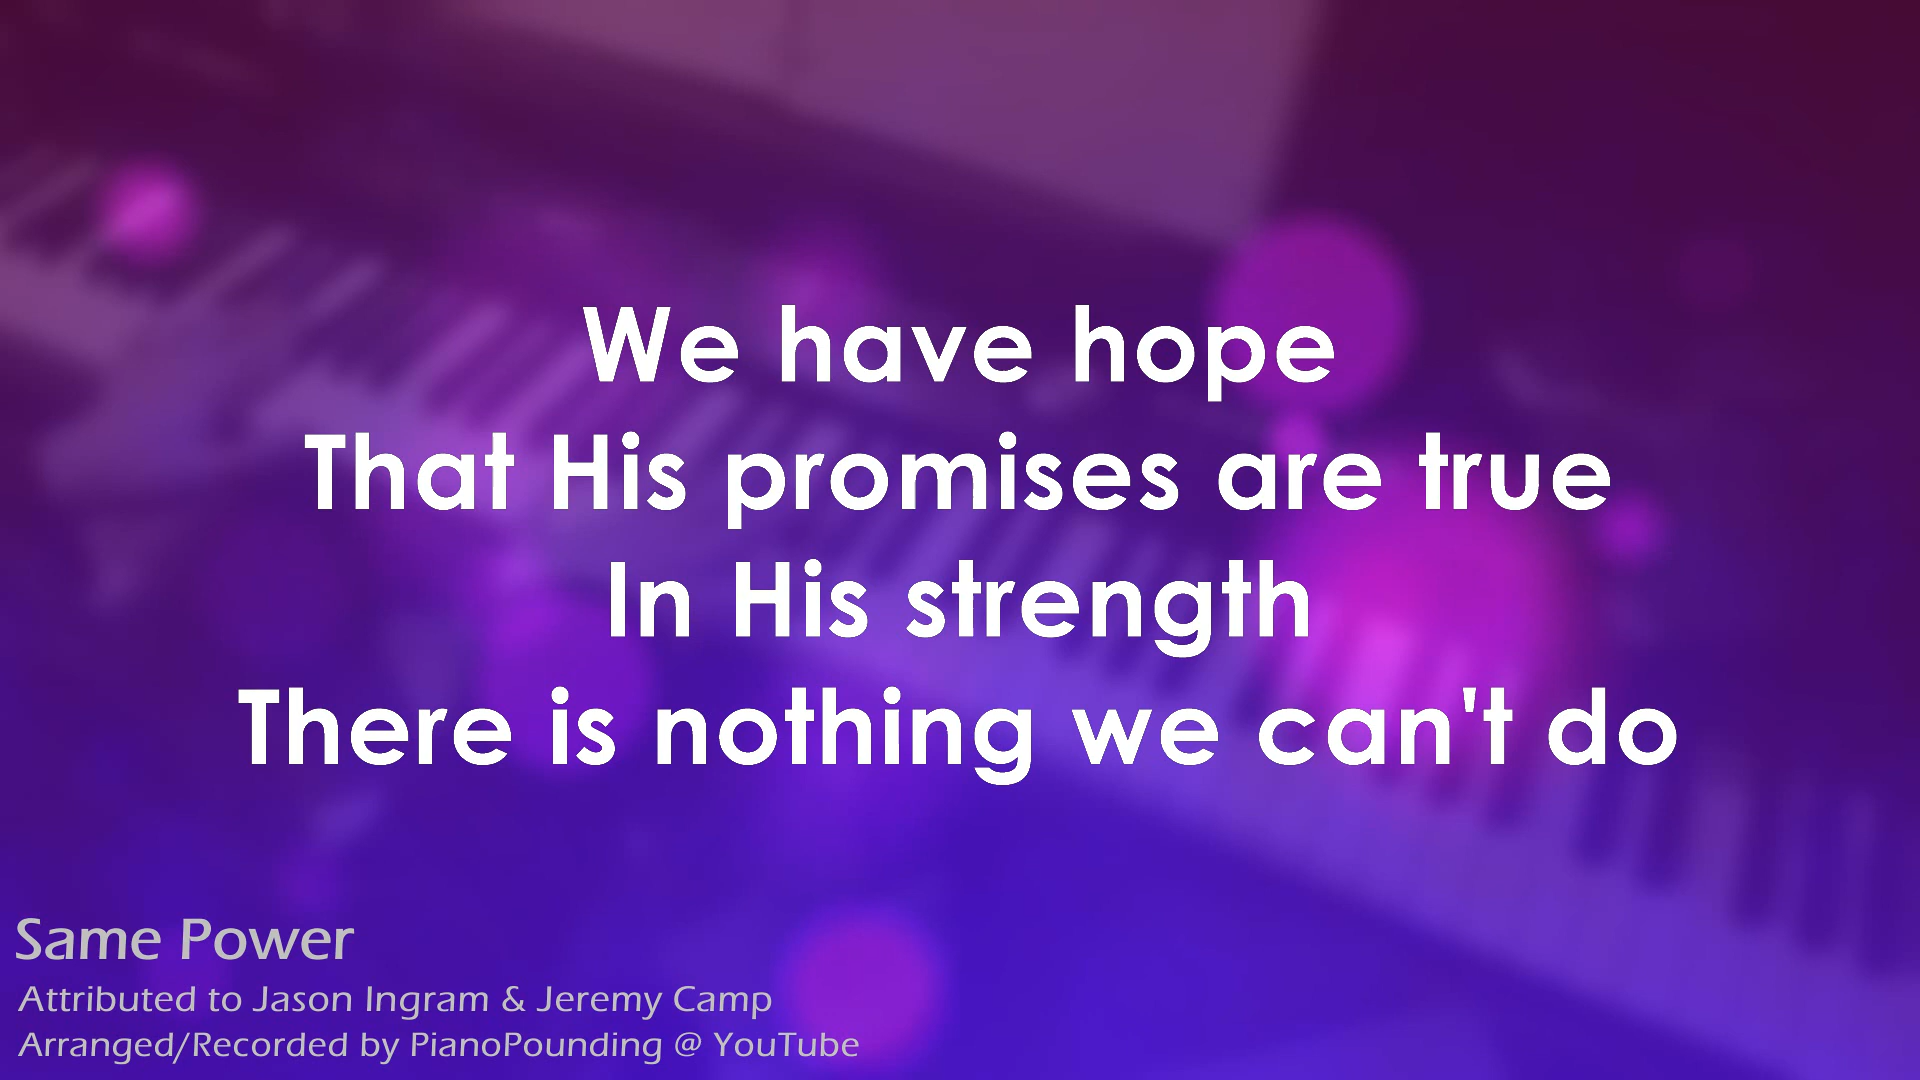 We have hope
That His promises are true
In His strength
There is nothing we can't do
Same Power
Attributed to Jason Ingram & Jeremy Camp
Arranged/Recorded by PianoPounding @ YouTube